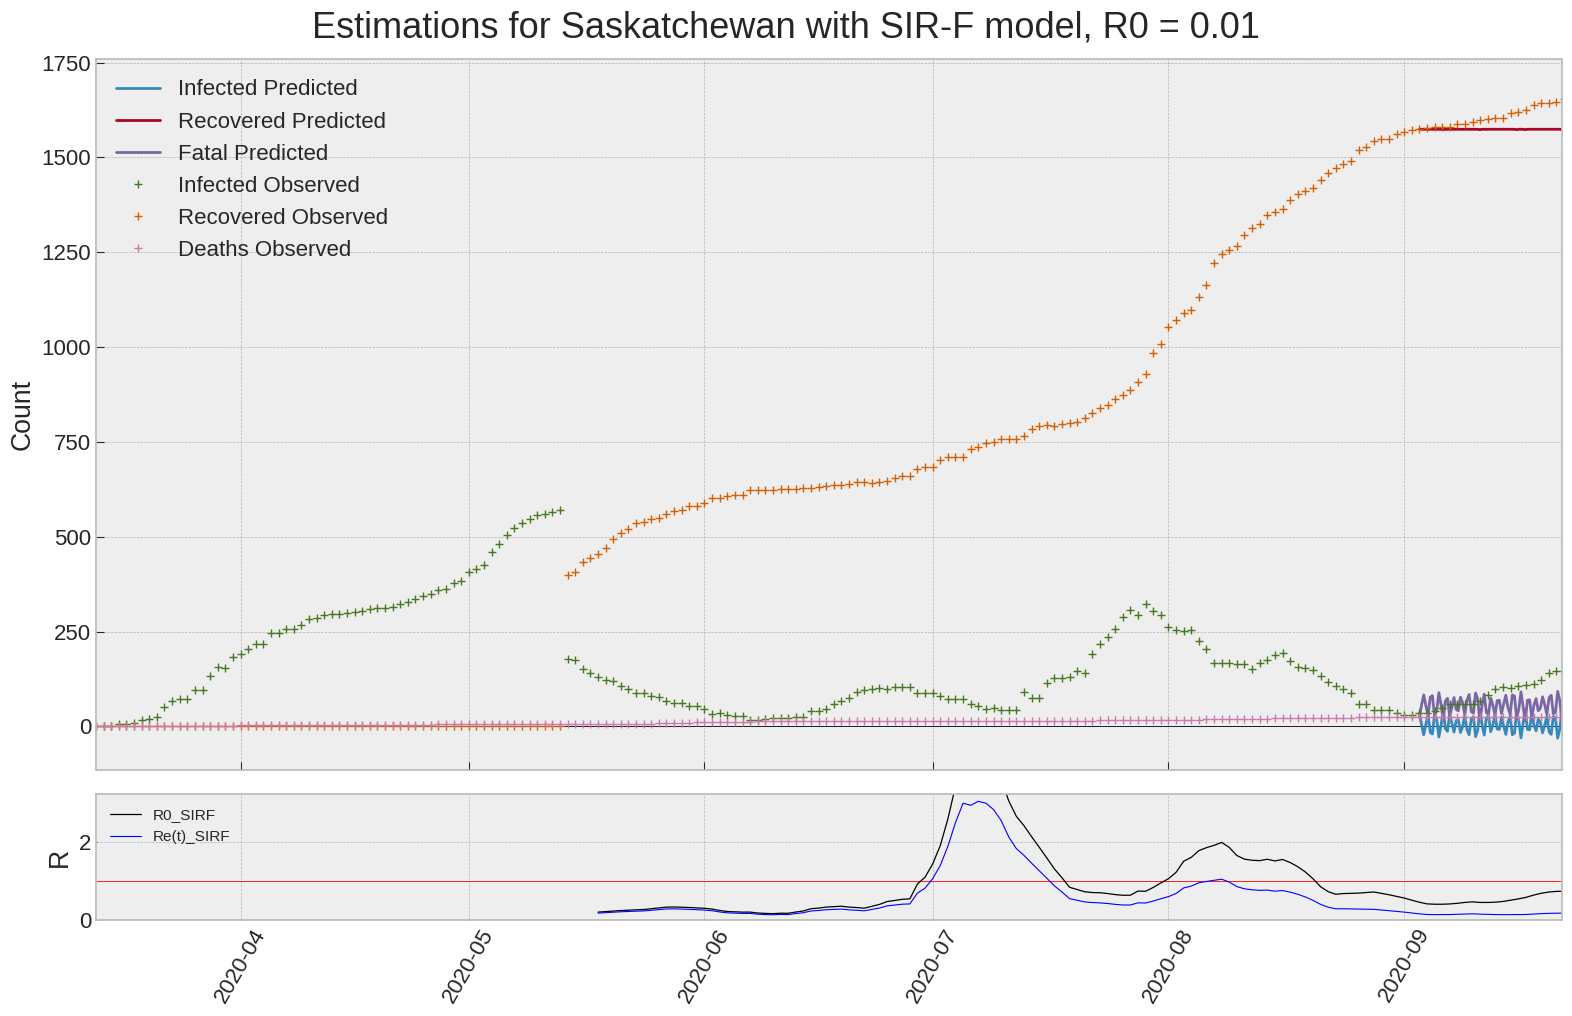 Estimations for Saskatchewan with SIR-F model, R0 = 0.01
1750
1500
1250
1000
750
500
250
0
Count
Infected Predicted
Recovered Predicted
Fatal Predicted
Infected Observed
Recovered Observed
Deaths Observed
R0_SIRF
Re(t)_SIRF
2
0
R
2020-04
2020-05
2020-06
2020-07
2020-08
2020-09